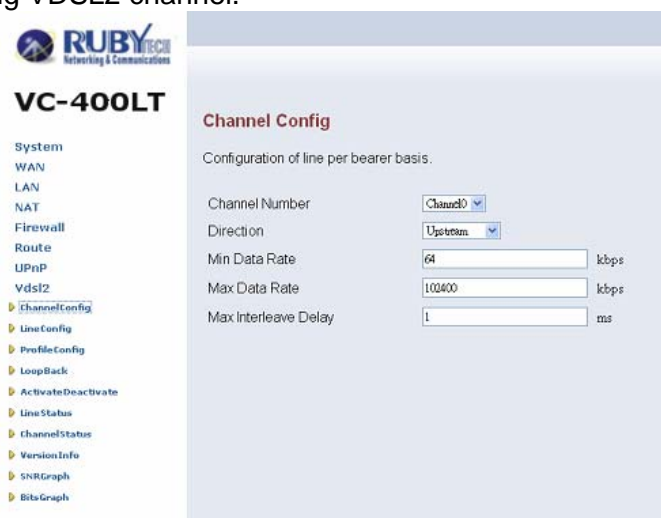 g VDSL2 channel.
RUBYTECH
Networking & Communications
VC-400LT
System
WAN
LAN
NAT
Firewall
Route
UPnP
Vdsl2
ChannelConfig
LineConfig
ProfileConfig
LoopBack
ActivateDeactivate
LineStatus
ChannelStatus
VersionInfo
SNRGraph
BitsGraph
Channel Config
Configuration of line per bearer basis.
Channel Number Channel0
Direction Upstream
Min Data Rate 64 kbps
Max Data Rate 102400 kbps
Max Interleave Delay 1 ms